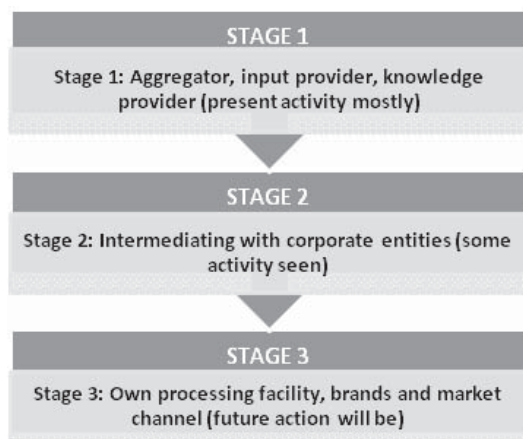 STAGE 1
Stage 1: Aggregator, input provider, knowledge
provider (present activity mostly)
STAGE 2
Stage 2: Intermediating with corporate entities (some
activity seen)
STAGE 3
Stage 3: Own processing facility, brands and market
channel (future action will be)